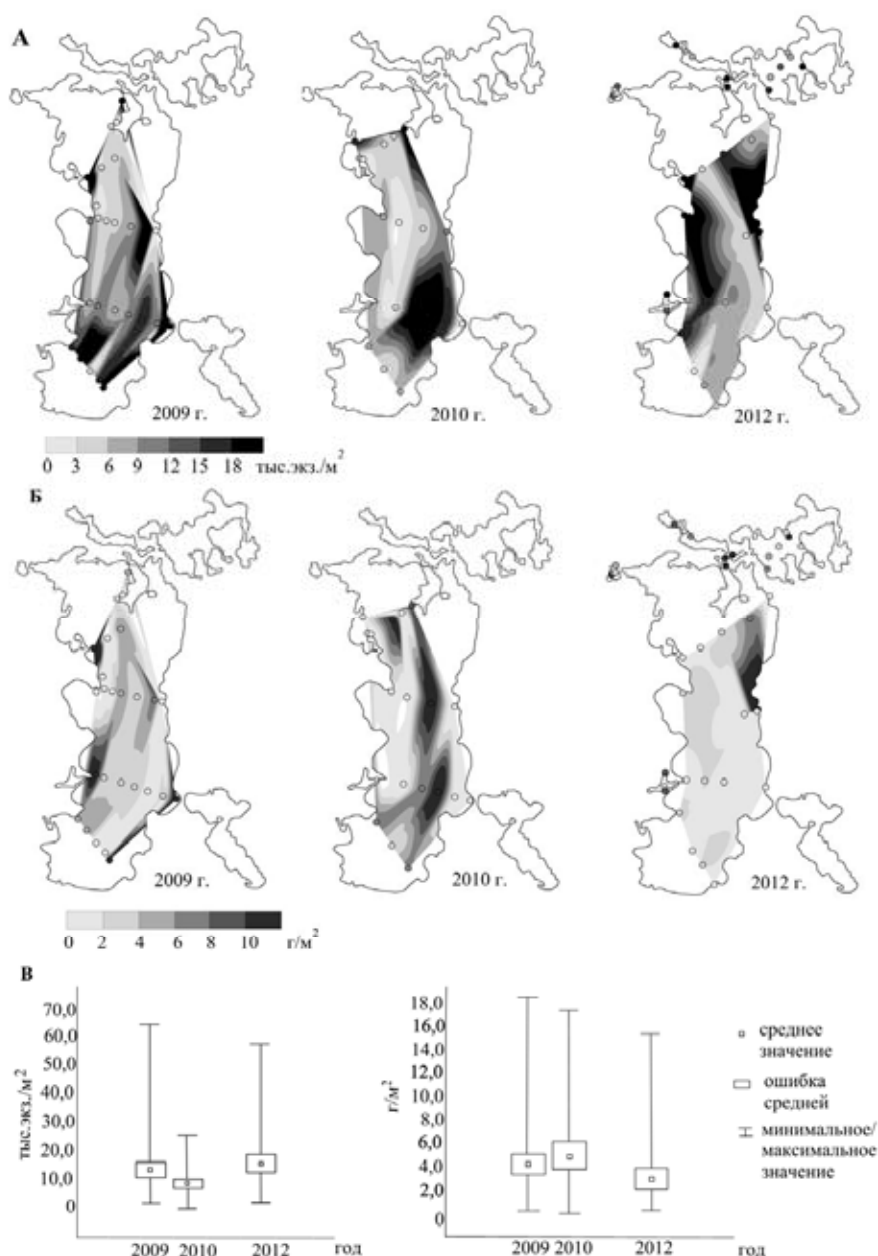 А
2009 г.
2010 г.
2012 г.
0 3 6 9 12 15 18 тыс.экз./м²
Б
2009 г.
2010 г.
2012 г.
0 2 4 6 8 10 г/м²
В
тыс.экз./м²
70,0
60,0
50,0
40,0
30,0
20,0
10,0
0
2009 2010 2012 год
г/м²
18,0
16,0
14,0
12,0
10,0
8,0
6,0
4,0
2,0
0
2009 2010 2012 год
среднее
значение
ошибка
средней
минимальное/
максимальное
значение